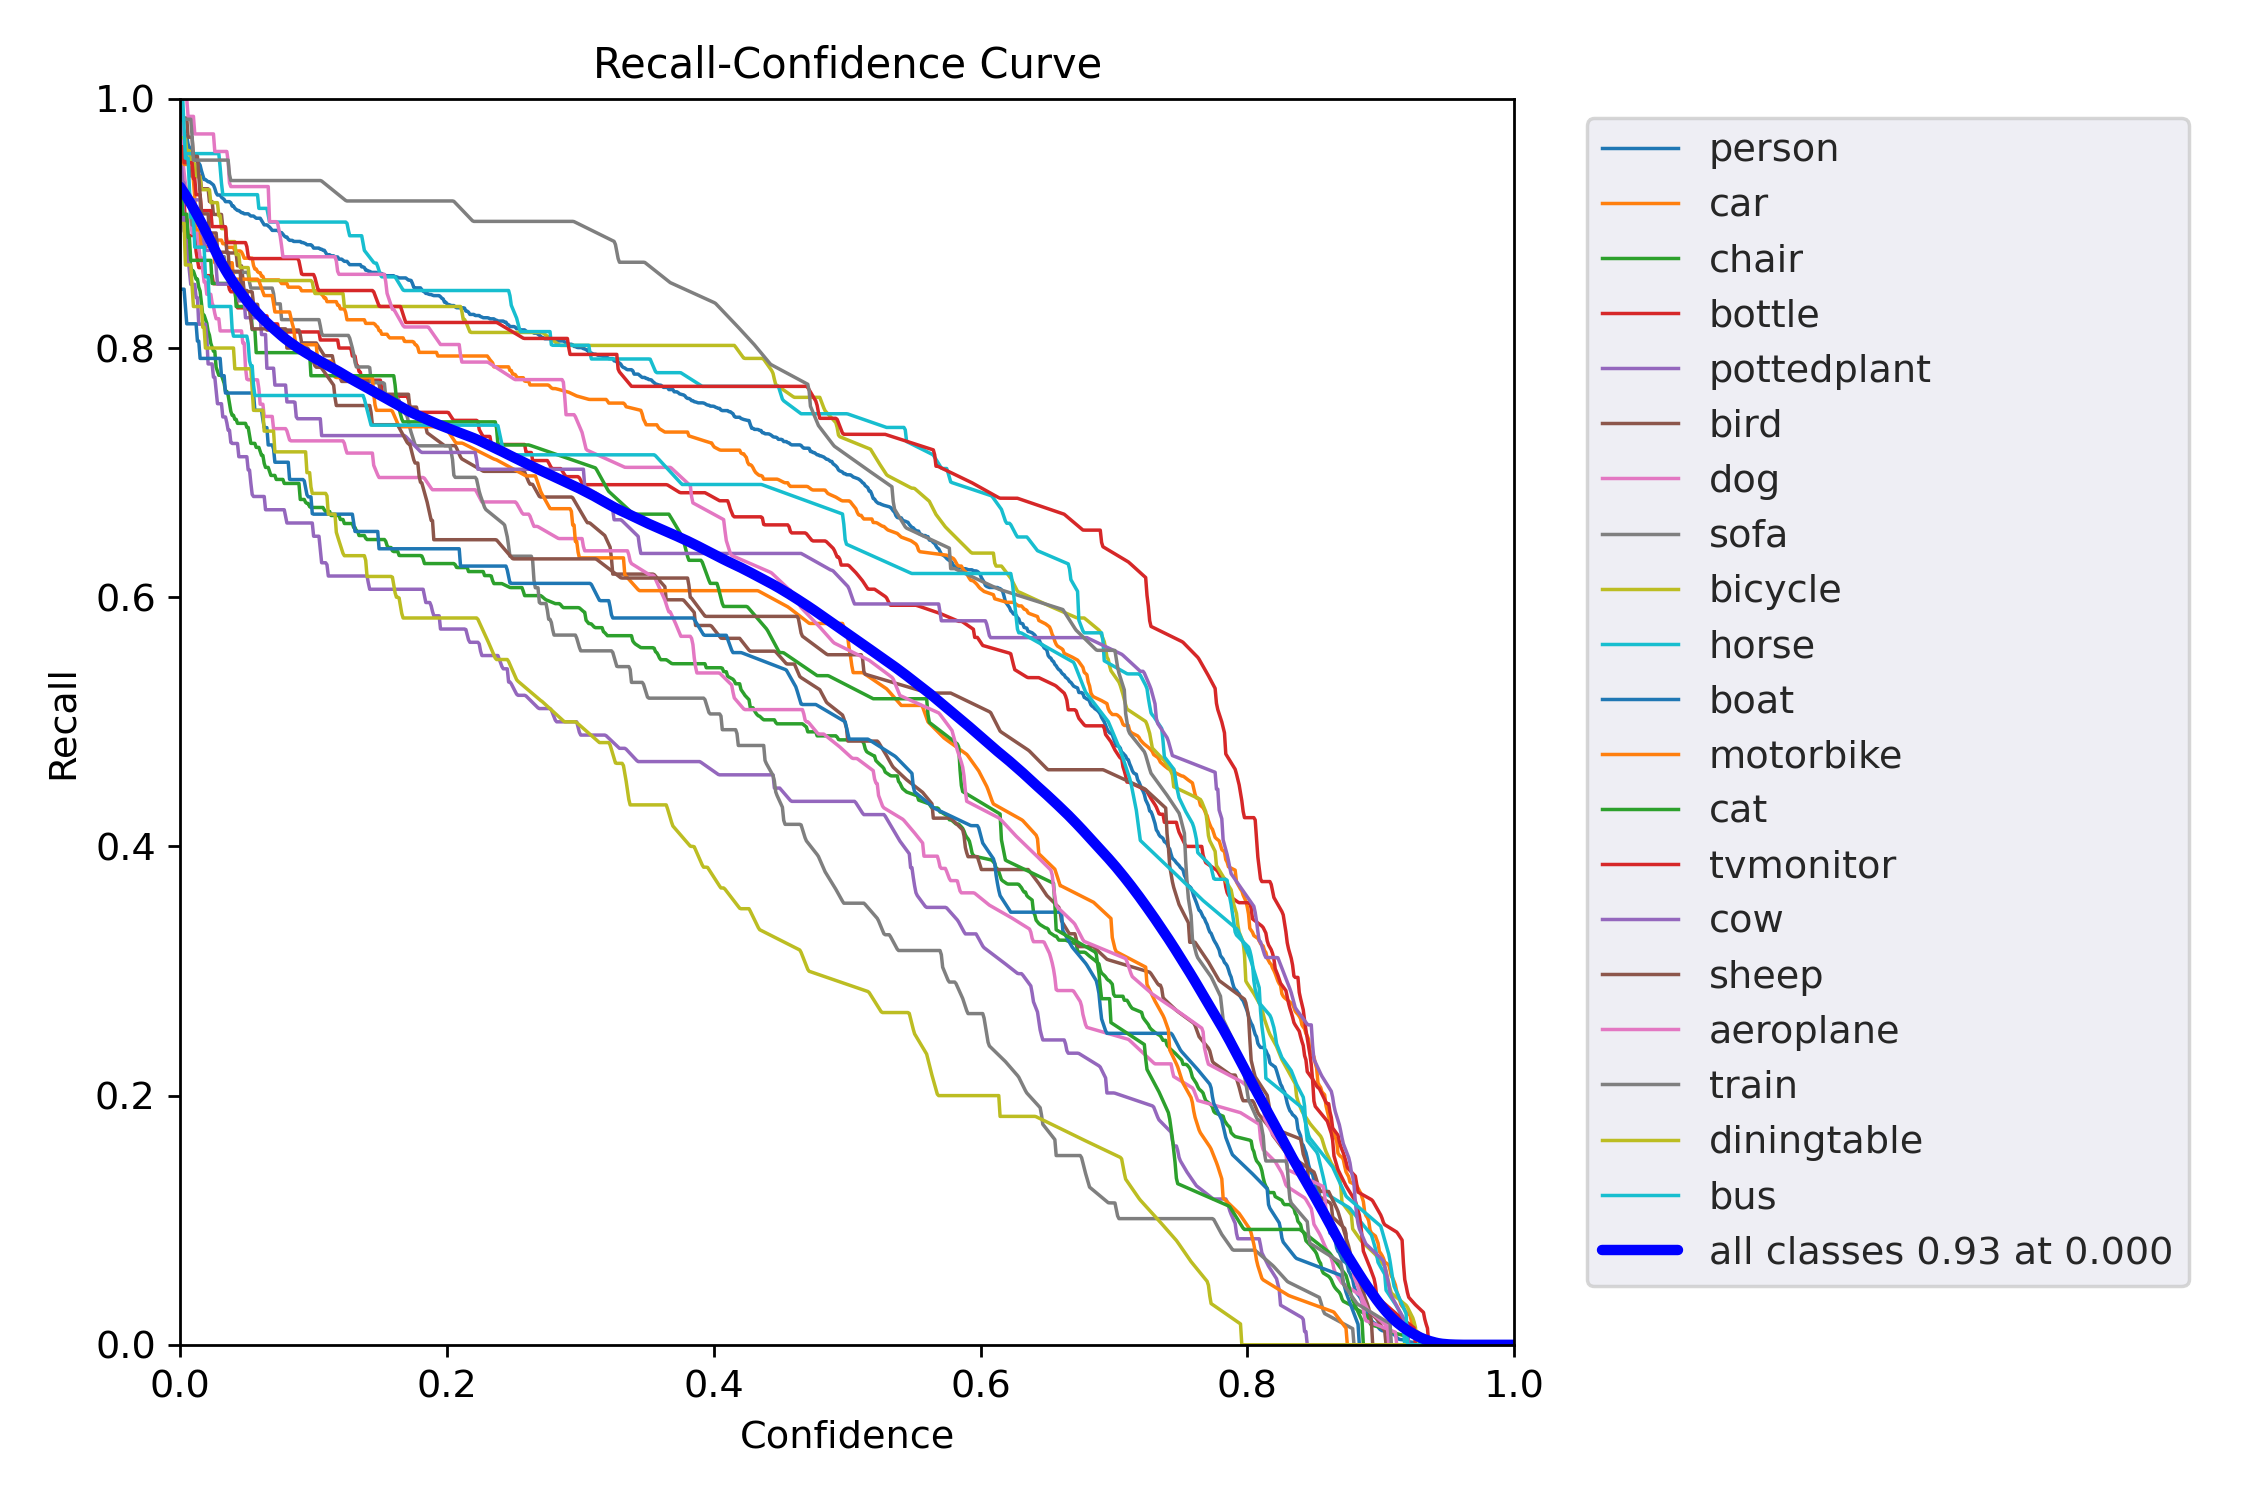 Recall-Confidence Curve
1.0
0.8
0.6
0.4
0.2
0.0
Recall
0.0 0.2 0.4 0.6 0.8 1.0
Confidence
person
car
chair
bottle
pottedplant
bird
dog
sofa
bicycle
horse
boat
motorbike
cat
tvmonitor
cow
sheep
aeroplane
train
diningtable
bus
all classes 0.93 at 0.000